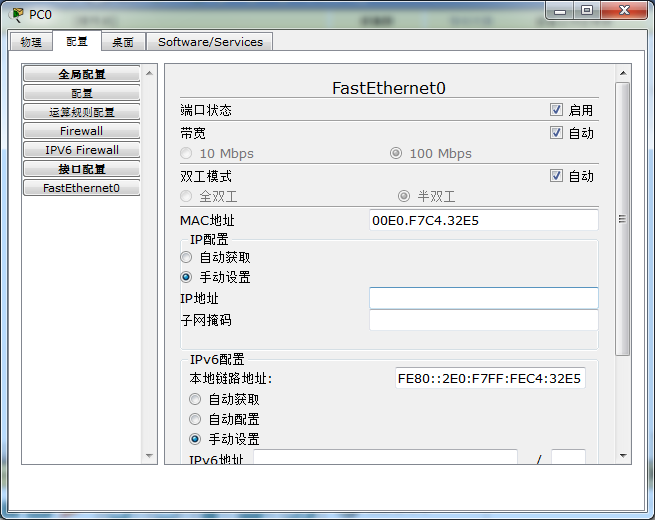 PC0
物理 配置 桌面 Software/Services
全局配置
配置
运算规则配置
Firewall
IPV6 Firewall
接口配置
FastEthernet0
FastEthernet0
端口状态 启用
带宽 自动
10 Mbps 100 Mbps
双工模式 自动
全双工 半双工
MAC地址 00E0.F7C4.32E5
IP配置
自动获取
手动设置
IP地址
子网掩码
IPv6配置
本地链路地址: FE80::2E0:F7FF:FEC4:32E5
自动获取
自动配置
手动设置
IPv6地址 /